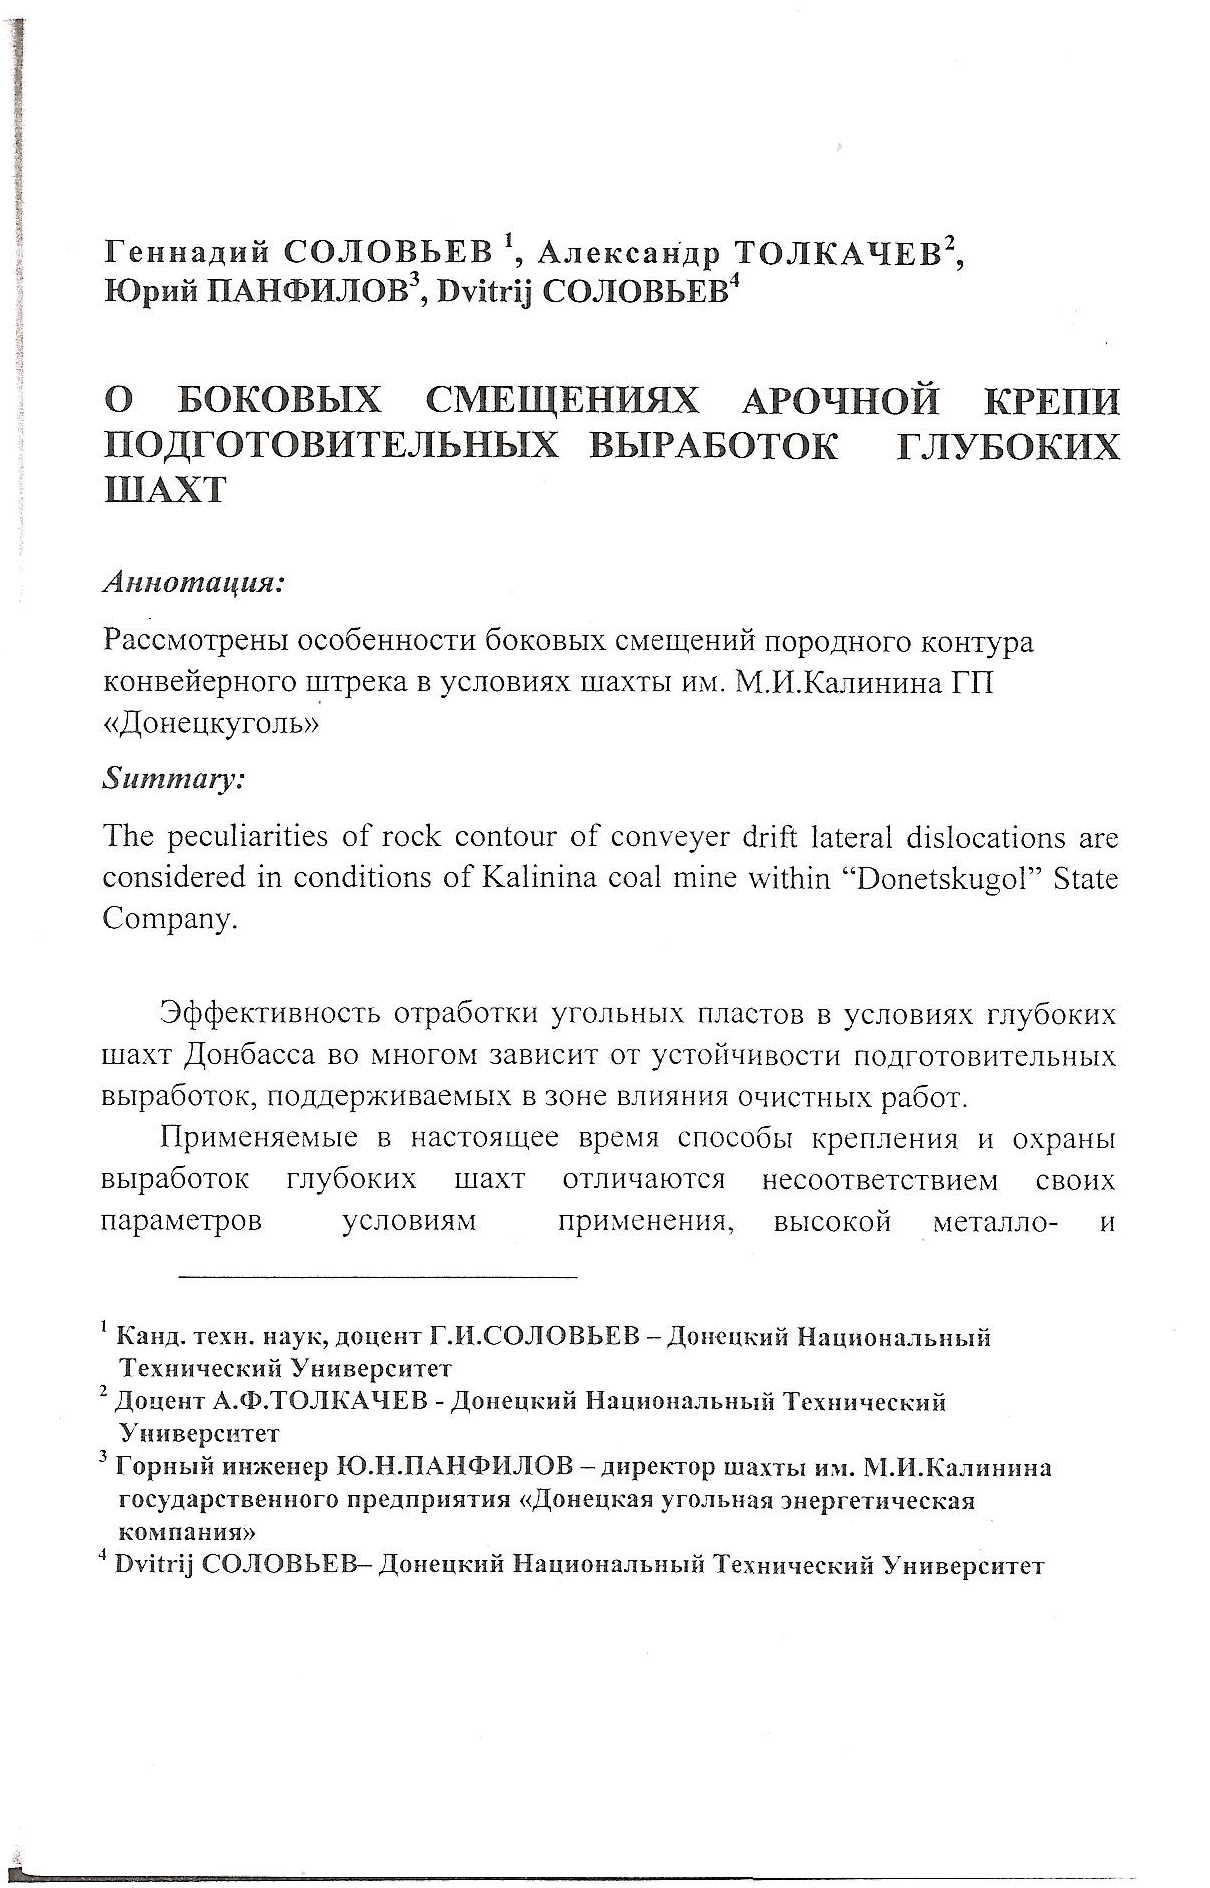 Геннадий СОЛОВЬЕВ ¹, Александр ТОЛКАЧЕВ²,
Юрий ПАНФИЛОВ³, Dvitrij СОЛОВЬЕВ⁴
О БОКОВЫХ СМЕЩЕНИЯХ АРОЧНОЙ КРЕПИ
ПОДГОТОВИТЕЛЬНЫХ ВЫРАБОТОК ГЛУБОКИХ
ШАХТ
Аннотация:
Рассмотрены особенности боковых смещений породного контура
конвейерного штрека в условиях шахты им. М.И.Калинина ГП
«Донецкуголь»
Summary:
The peculiarities of rock contour of conveyer drift lateral dislocations are
considered in conditions of Kalinina coal mine within “Donetskugol” State
Company.
Эффективность отработки угольных пластов в условиях глубоких
шахт Донбасса во многом зависит от устойчивости подготовительных
выработок, поддерживаемых в зоне влияния очистных работ.
Применяемые в настоящее время способы крепления и охраны
выработок глубоких шахт отличаются несоответствием своих
параметров условиям применения, высокой металло- и
¹ Канд. техн. наук, доцент Г.И.СОЛОВЬЕВ – Донецкий Национальный
Технический Университет
² Доцент А.Ф.ТОЛКАЧЕВ - Донецкий Национальный Технический
Университет
³ Горный инженер Ю.Н.ПАНФИЛОВ – директор шахты им. М.И.Калинина
государственного предприятия «Донецкая угольная энергетическая
компания»
⁴ Dvitrij СОЛОВЬЕВ– Донецкий Национальный Технический Университет